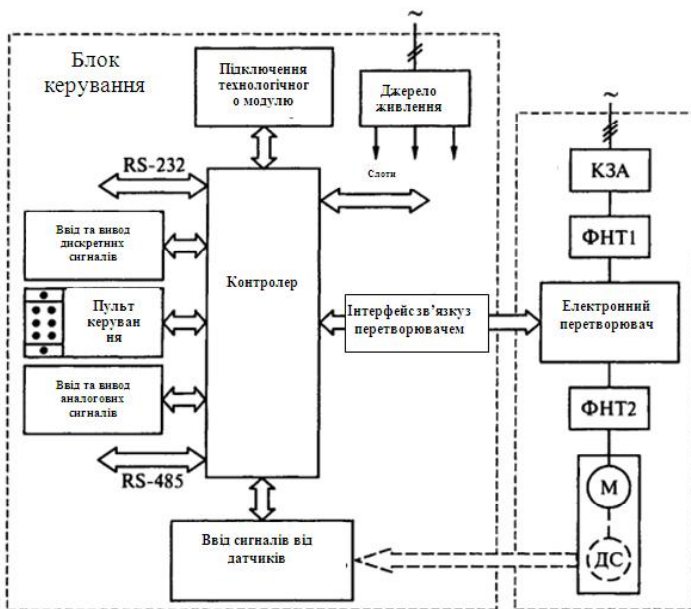 Блок
керування
Підключення
технологічног
о модулю
~
Джерело
живлення
~
RS-232
Слоти
КЗА
Ввід та вивод
дискретних
сигналів
ФНТ1
Контролер
Пульт
керуван
ня
Інтерфейс зв’язкуз
перетворювачем
Електронний
перетворювач
Ввід та вивод
аналогових
сигналів
ФНТ2
RS-485
М
Ввід сигналів від
датчиків
ДС